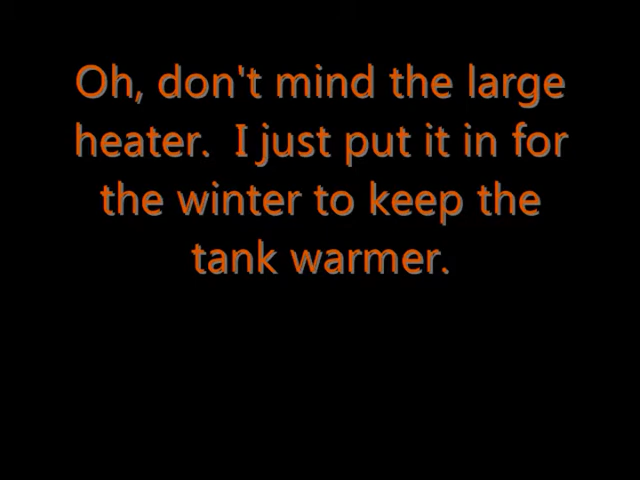 Oh, don't mind the large
heater.  I just put it in for
the winter to keep the
tank warmer.